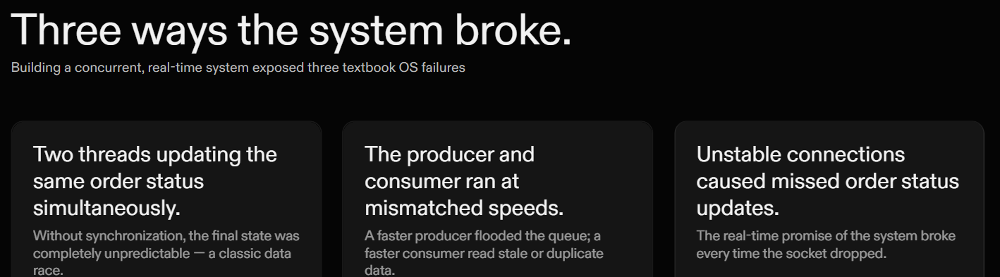 Three ways the system broke.
Building a concurrent, real-time system exposed three textbook OS failures
Two threads updating the
same order status
simultaneously.
Without synchronization, the final state was
completely unpredictable — a classic data
race.
The producer and
consumer ran at
mismatched speeds.
A faster producer flooded the queue; a
faster consumer read stale or duplicate
data.
Unstable connections
caused missed order status
updates.
The real-time promise of the system broke
every time the socket dropped.